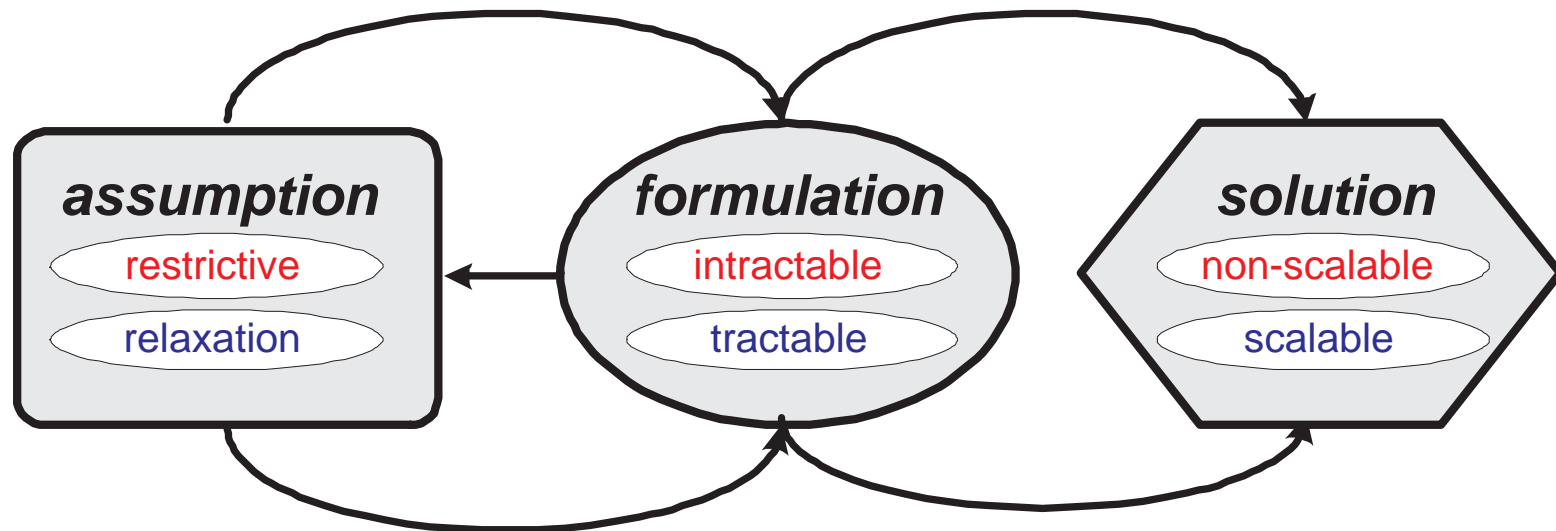 assumption
restrictive
relaxation
formulation
intractable
tractable
solution
non-scalable
scalable